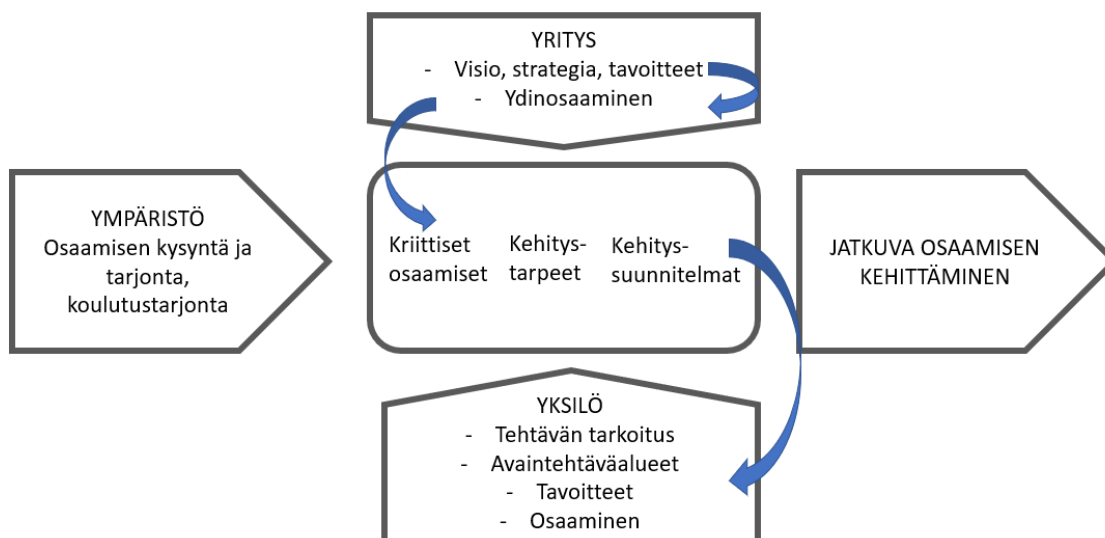 YRITYS
- Visio, strategia, tavoitteet
- Ydinosaaminen
YMPÄRISTÖ
Osaamisen kysyntä ja
tarjonta,
koulutustarjonta
Kriittiset
osaamiset
Kehitys-
tarpeet
Kehitys-
suunnitelmat
JATKUVA OSAAMISEN
KEHITTÄMINEN
YKSILÖ
- Tehtävän tarkoitus
- Avaintehtäväalueet
- Tavoitteet
- Osaaminen